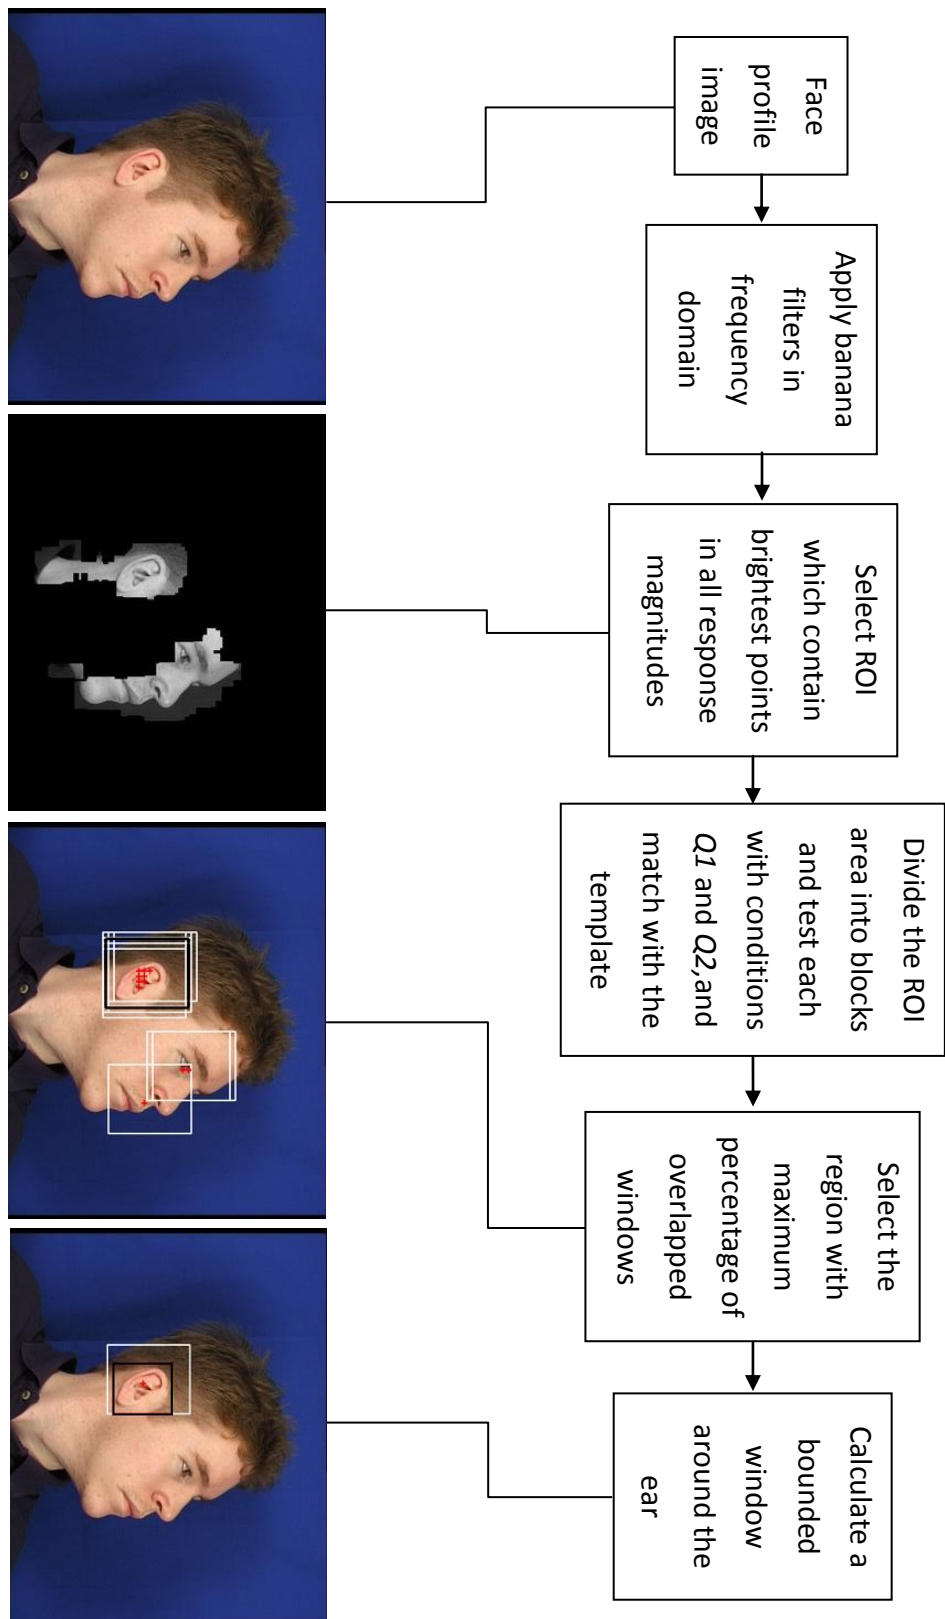 Face
profile
image
Apply banana
filters in
frequency
domain
Select ROI
which contain
brightest points
in all response
magnitudes
Divide the ROI
area into blocks
and test each
with conditions
Q1 and Q2,and
match with the
template
Select the
region with
maximum
percentage of
overlapped
windows
Calculate a
bounded
window
around the
ear